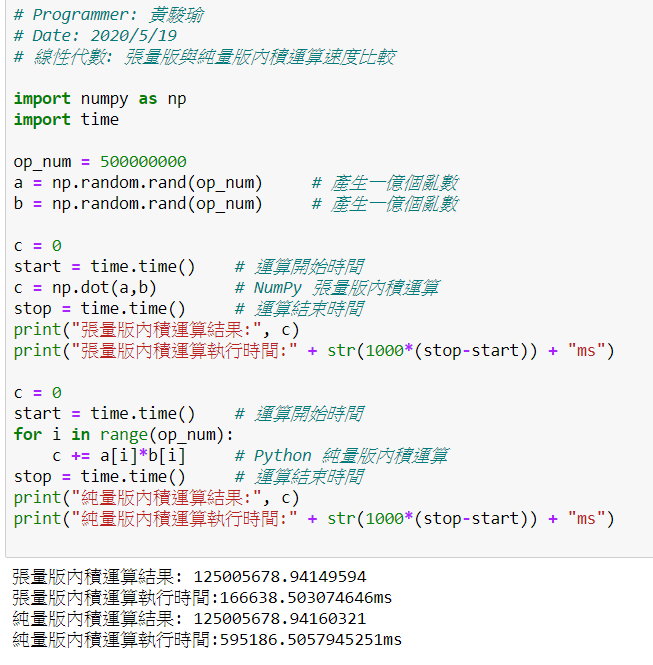 # Programmer: 黃駿瑜
# Date: 2020/5/19
# 線性代數: 張量版與純量版內積運算速度比較
import numpy as np
import time
op_num = 500000000
a = np.random.rand(op_num)     # 產生一億個亂數
b = np.random.rand(op_num)     # 產生一億個亂數
c = 0
start = time.time()    # 運算開始時間
c = np.dot(a,b)        # NumPy 張量版內積運算
stop = time.time()     # 運算結束時間
print("張量版內積運算結果:", c)
print("張量版內積運算執行時間:" + str(1000*(stop-start)) + "ms")
c = 0
start = time.time()    # 運算開始時間
for i in range(op_num):
    c += a[i]*b[i]     # Python 純量版內積運算
stop = time.time()     # 運算結束時間
print("純量版內積運算結果:", c)
print("純量版內積運算執行時間:" + str(1000*(stop-start)) + "ms")
張量版內積運算結果: 125005678.94149594
張量版內積運算執行時間:166638.503074646ms
純量版內積運算結果: 125005678.94160321
純量版內積運算執行時間:595186.5057945251ms